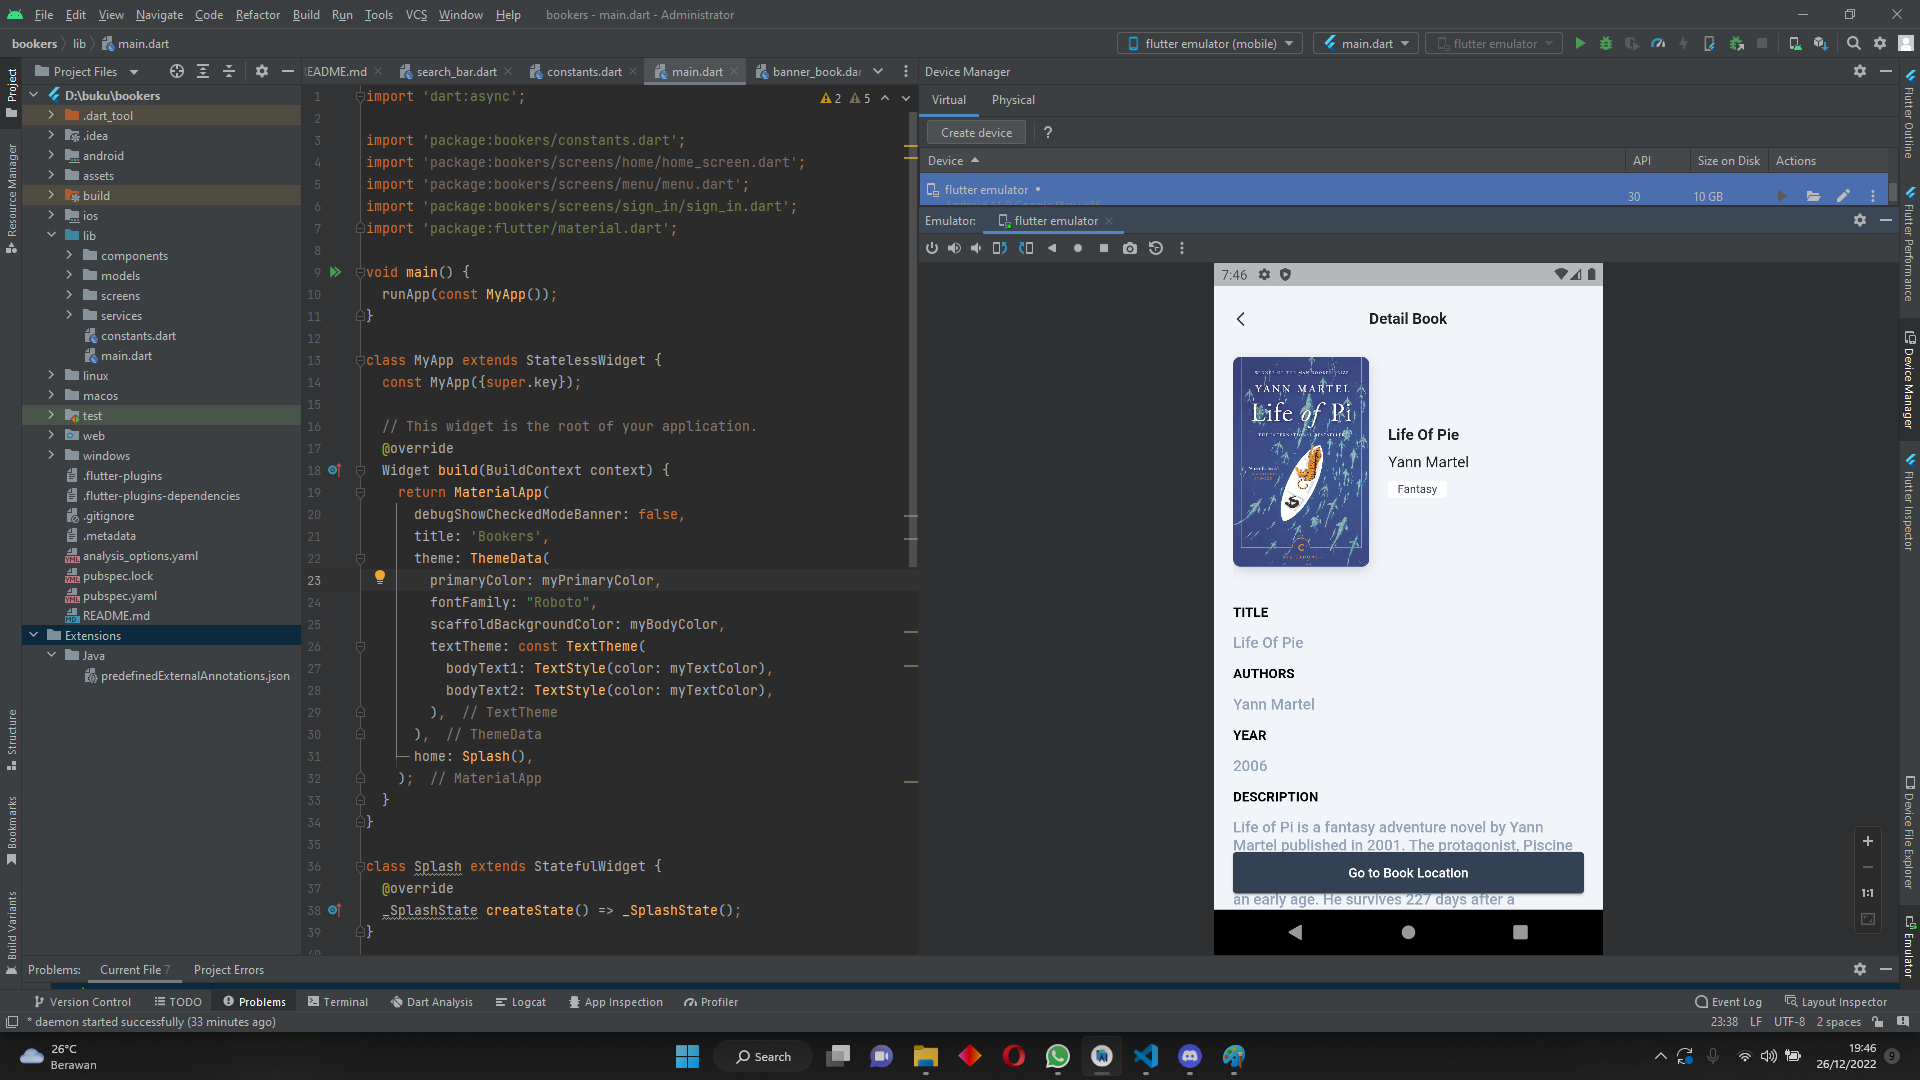 File Edit View Navigate Code Refactor Build Run Tools VCS Window Help bookers - main.dart - Administrator
bookers lib main.dart flutter emulator (mobile) main.dart flutter emulator
Project Files
EADME.md search_bar.dart constants.dart main.dart banner_book.dar
D:\buku\bookers
.dart_tool
.idea
android
assets
build
ios
lib
components
models
screens
services
constants.dart
main.dart
linux
macos
test
web
windows
.flutter-plugins
.flutter-plugins-dependencies
.gitignore
.metadata
analysis_options.yaml
pubspec.lock
pubspec.yaml
README.md
Extensions
Java
predefinedExternalAnnotations.json
Project
Resource Manager
Structure
Bookmarks
Build Variants
2 5
1 import 'dart:async';
2
3 import 'package:bookers/constants.dart';
4 import 'package:bookers/screens/home/home_screen.dart';
5 import 'package:bookers/screens/menu/menu.dart';
6 import 'package:bookers/screens/sign_in/sign_in.dart';
7 import 'package:flutter/material.dart';
8
9 void main() {
10 runApp(const MyApp());
11 }
12
13 class MyApp extends StatelessWidget {
14 const MyApp({super.key});
15
16 // This widget is the root of your application.
17 @override
18 Widget build(BuildContext context) {
19 return MaterialApp(
20 debugShowCheckedModeBanner: false,
21 title: 'Bookers',
22 theme: ThemeData(
23 primaryColor: myPrimaryColor,
24 fontFamily: "Roboto",
25 scaffoldBackgroundColor: myBodyColor,
26 textTheme: const TextTheme(
27 bodyText1: TextStyle(color: myTextColor),
28 bodyText2: TextStyle(color: myTextColor),
29 ), // TextTheme
30 ), // ThemeData
31 home: Splash(),
32 ); // MaterialApp
33 }
34 }
35
36 class Splash extends StatefulWidget {
37 @override
38 _SplashState createState() => _SplashState();
39 }
Device Manager
Virtual Physical
Create device ?
Device API Size on Disk Actions
flutter emulator 30 10 GB
Emulator: flutter emulator
7:46
Detail Book
WINNER OF THE MAN BOOKER PRIZE
YANN MARTEL
Life of Pi
THE INTERNATIONAL BESTSELLER
Life Of Pie
Yann Martel
Fantasy
TITLE
Life Of Pie
AUTHORS
Yann Martel
YEAR
2006
DESCRIPTION
Life of Pi is a fantasy adventure novel by Yann
Martel published in 2001. The protagonist, Piscine
Go to Book Location
an early age. He survives 227 days after a
1:1
Flutter Outline
Flutter Performance
Device Manager
Flutter Inspector
Device File Explorer
Emulator
Problems: Current File 7 Project Errors
Version Control TODO Problems Terminal Dart Analysis Logcat App Inspection Profiler Event Log Layout Inspector
* daemon started successfully (33 minutes ago) 23:38 LF UTF-8 2 spaces
26°C
Berawan
Search
19:46
26/12/2022
9